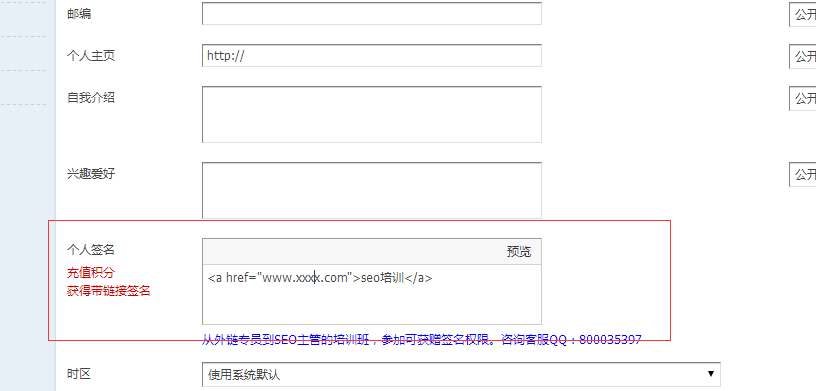 邮编
公开
个人主页 http://
公开
自我介绍
公开
兴趣爱好
公开
个人签名 预览
充值积分
获得带链接签名
<a href="www.xxxx.com">seo培训</a>
从外链专员到SEO主管的培训班，参加可获赠签名权限。咨询客服QQ：800035397
时区 使用系统默认